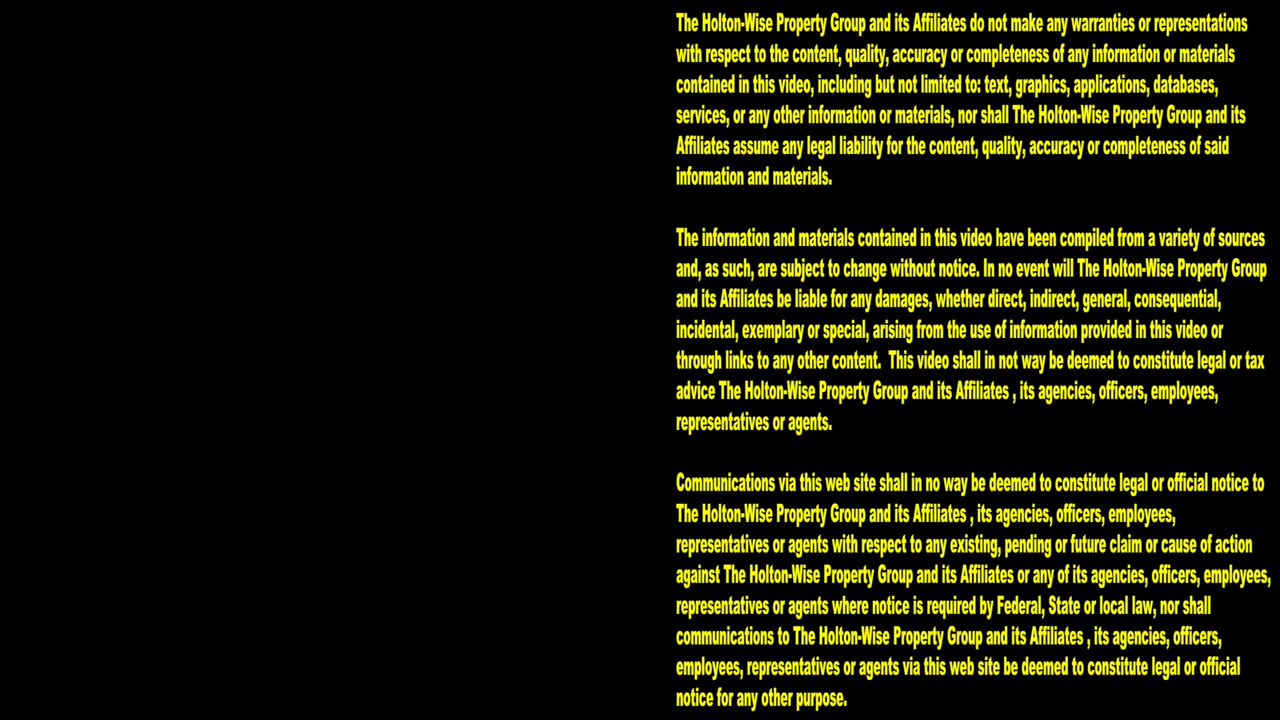 The Holton-Wise Property Group and its Affiliates do not make any warranties or representations
with respect to the content, quality, accuracy or completeness of any information or materials
contained in this video, including but not limited to: text, graphics, applications, databases,
services, or any other information or materials, nor shall The Holton-Wise Property Group and its
Affiliates assume any legal liability for the content, quality, accuracy or completeness of said
information and materials.
The information and materials contained in this video have been compiled from a variety of sources
and, as such, are subject to change without notice. In no event will The Holton-Wise Property Group
and its Affiliates be liable for any damages, whether direct, indirect, general, consequential,
incidental, exemplary or special, arising from the use of information provided in this video or
through links to any other content.  This video shall in not way be deemed to constitute legal or tax
advice The Holton-Wise Property Group and its Affiliates , its agencies, officers, employees,
representatives or agents.
Communications via this web site shall in no way be deemed to constitute legal or official notice to
The Holton-Wise Property Group and its Affiliates , its agencies, officers, employees,
representatives or agents with respect to any existing, pending or future claim or cause of action
against The Holton-Wise Property Group and its Affiliates or any of its agencies, officers, employees,
representatives or agents where notice is required by Federal, State or local law, nor shall
communications to The Holton-Wise Property Group and its Affiliates , its agencies, officers,
employees, representatives or agents via this web site be deemed to constitute legal or official
notice for any other purpose.